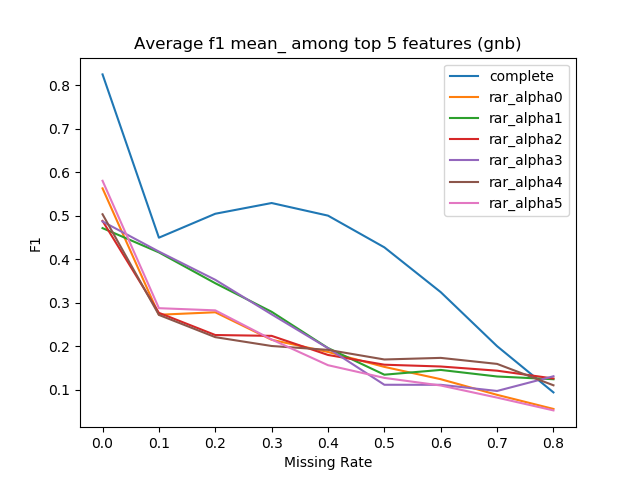 Average f1 mean_ among top 5 features (gnb)
complete
rar_alpha0
rar_alpha1
rar_alpha2
rar_alpha3
rar_alpha4
rar_alpha5
F1
0.8
0.7
0.6
0.5
0.4
0.3
0.2
0.1
0.0 0.1 0.2 0.3 0.4 0.5 0.6 0.7 0.8
Missing Rate